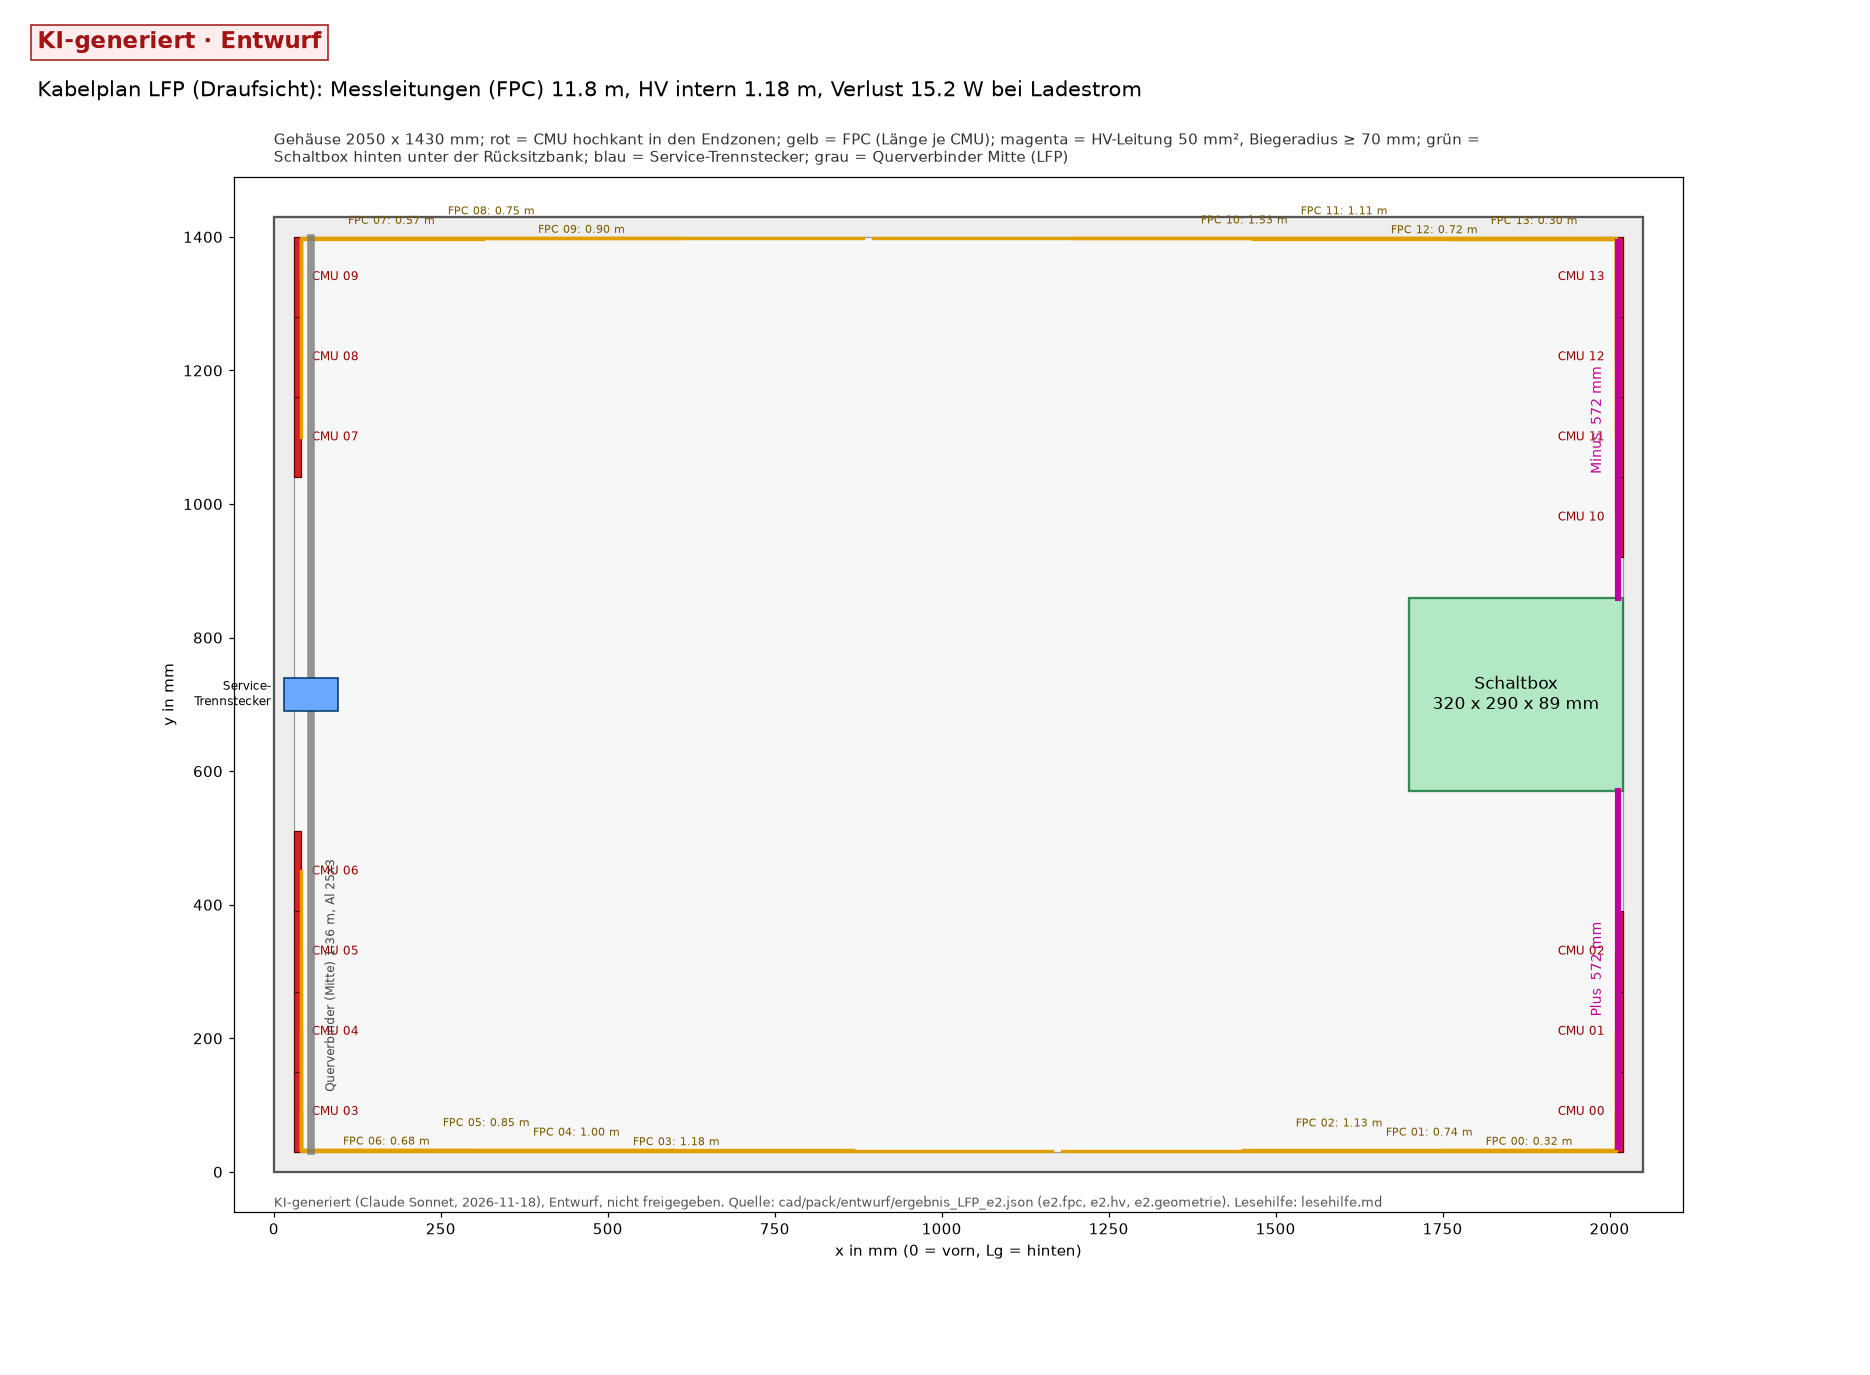 KI-generiert · Entwurf
Kabelplan LFP (Draufsicht): Messleitungen (FPC) 11.8 m, HV intern 1.18 m, Verlust 15.2 W bei Ladestrom
Gehäuse 2050 x 1430 mm; rot = CMU hochkant in den Endzonen; gelb = FPC (Länge je CMU); magenta = HV-Leitung 50 mm², Biegeradius ≥ 70 mm; grün =
Schaltbox hinten unter der Rücksitzbank; blau = Service-Trennstecker; grau = Querverbinder Mitte (LFP)
FPC 08: 0.75 m
FPC 11: 1.11 m
FPC 07: 0.57 m
FPC 10: 1.53 m
FPC 13: 0.30 m
FPC 09: 0.90 m
FPC 12: 0.72 m
1400
CMU 09
CMU 13
CMU 08
CMU 12
1200
Minus 572 mm
CMU 07
CMU 11
1000
CMU 10
800
y in mm
Service-
Trennstecker
Schaltbox
320 x 290 x 89 mm
600
CMU 06
Querverbinder (Mitte) 1.36 m, Al 25x3
400
CMU 05
CMU 02
Plus 572 mm
200
CMU 04
CMU 01
CMU 03
CMU 00
FPC 05: 0.85 m
FPC 02: 1.13 m
FPC 04: 1.00 m
FPC 01: 0.74 m
FPC 06: 0.68 m
FPC 03: 1.18 m
FPC 00: 0.32 m
0
KI-generiert (Claude Sonnet, 2026-11-18), Entwurf, nicht freigegeben. Quelle: cad/pack/entwurf/ergebnis_LFP_e2.json (e2.fpc, e2.hv, e2.geometrie). Lesehilfe: lesehilfe.md
0 250 500 750 1000 1250 1500 1750 2000
x in mm (0 = vorn, Lg = hinten)